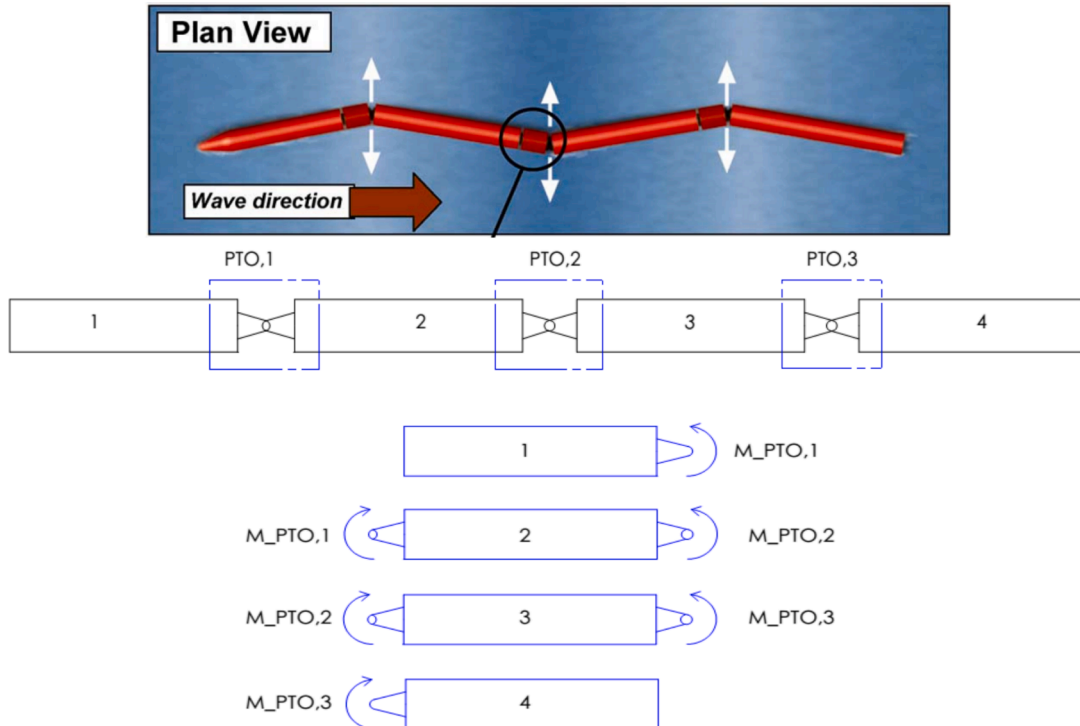 Plan View
Wave direction
PTO,1 PTO,2 PTO,3
1 2 3 4
1 M_PTO,1
M_PTO,1 2 M_PTO,2
M_PTO,2 3 M_PTO,3
M_PTO,3 4